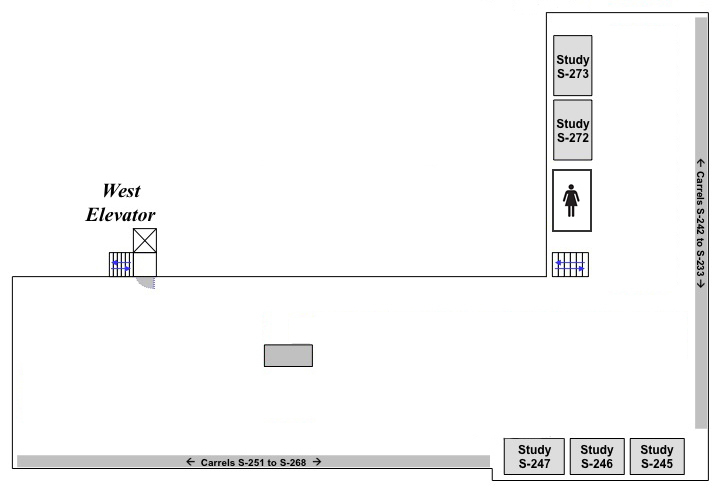 Study
S-273
Study
S-272
West
Elevator
← Carrels S-242 to S-233 →
Study
S-247
Study
S-246
Study
S-245
← Carrels S-251 to S-268 →